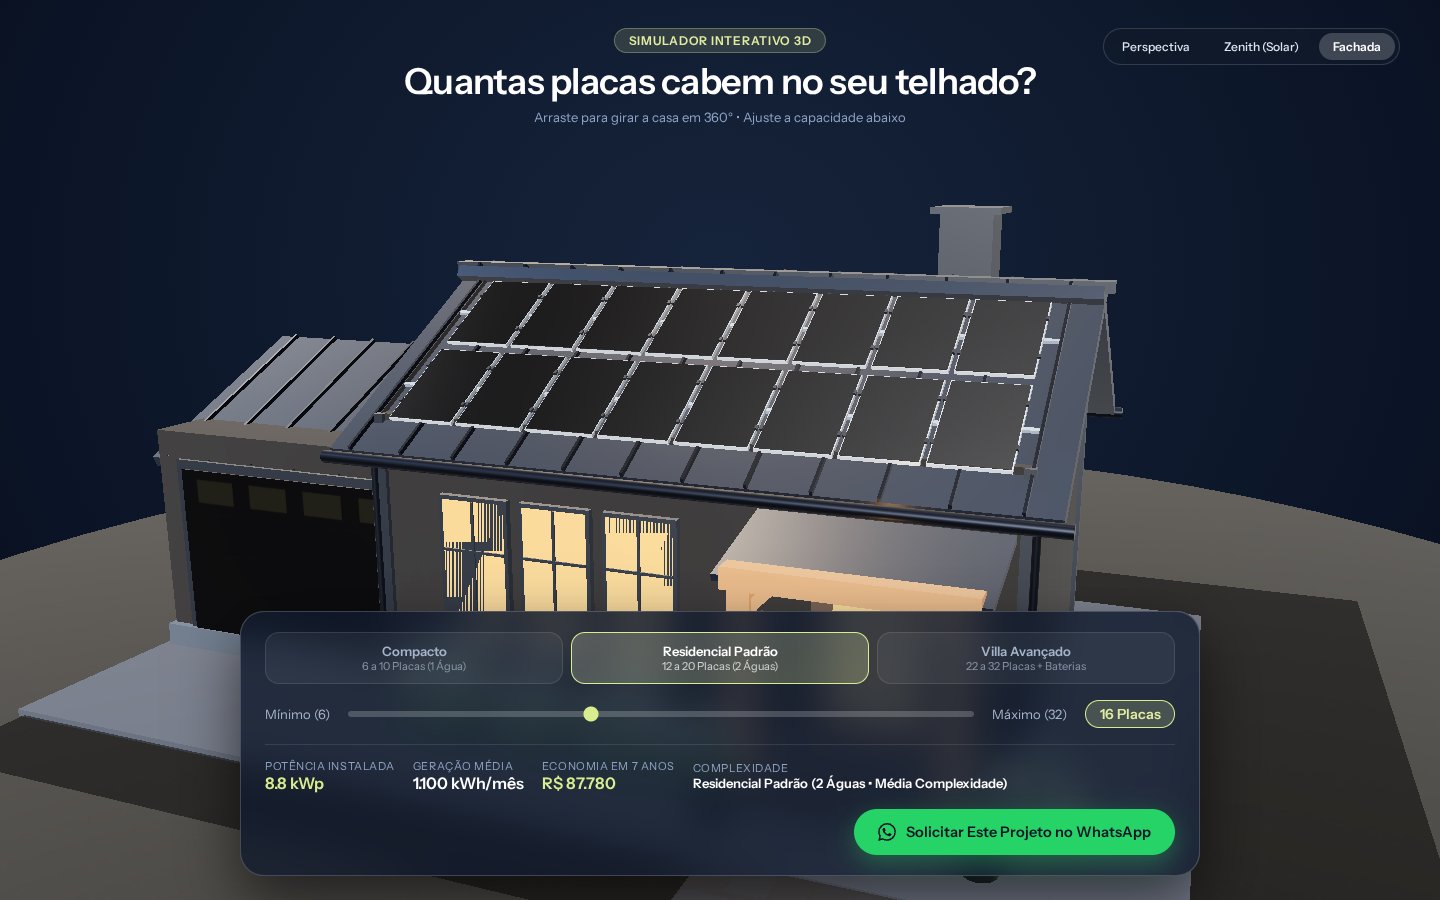 SIMULADOR INTERATIVO 3D
Quantas placas cabem no seu telhado?
Arraste para girar a casa em 360° • Ajuste a capacidade abaixo
Perspectiva
Zenith (Solar)
Fachada
Compacto
6 a 10 Placas (1 Água)
Residencial Padrão
12 a 20 Placas (2 Águas)
Villa Avançado
22 a 32 Placas + Baterias
Mínimo (6)
Máximo (32)
16 Placas
POTÊNCIA INSTALADA
8.8 kWp
GERAÇÃO MÉDIA
1.100 kWh/mês
ECONOMIA EM 7 ANOS
R$ 87.780
COMPLEXIDADE
Residencial Padrão (2 Águas • Média Complexidade)
Solicitar Este Projeto no WhatsApp